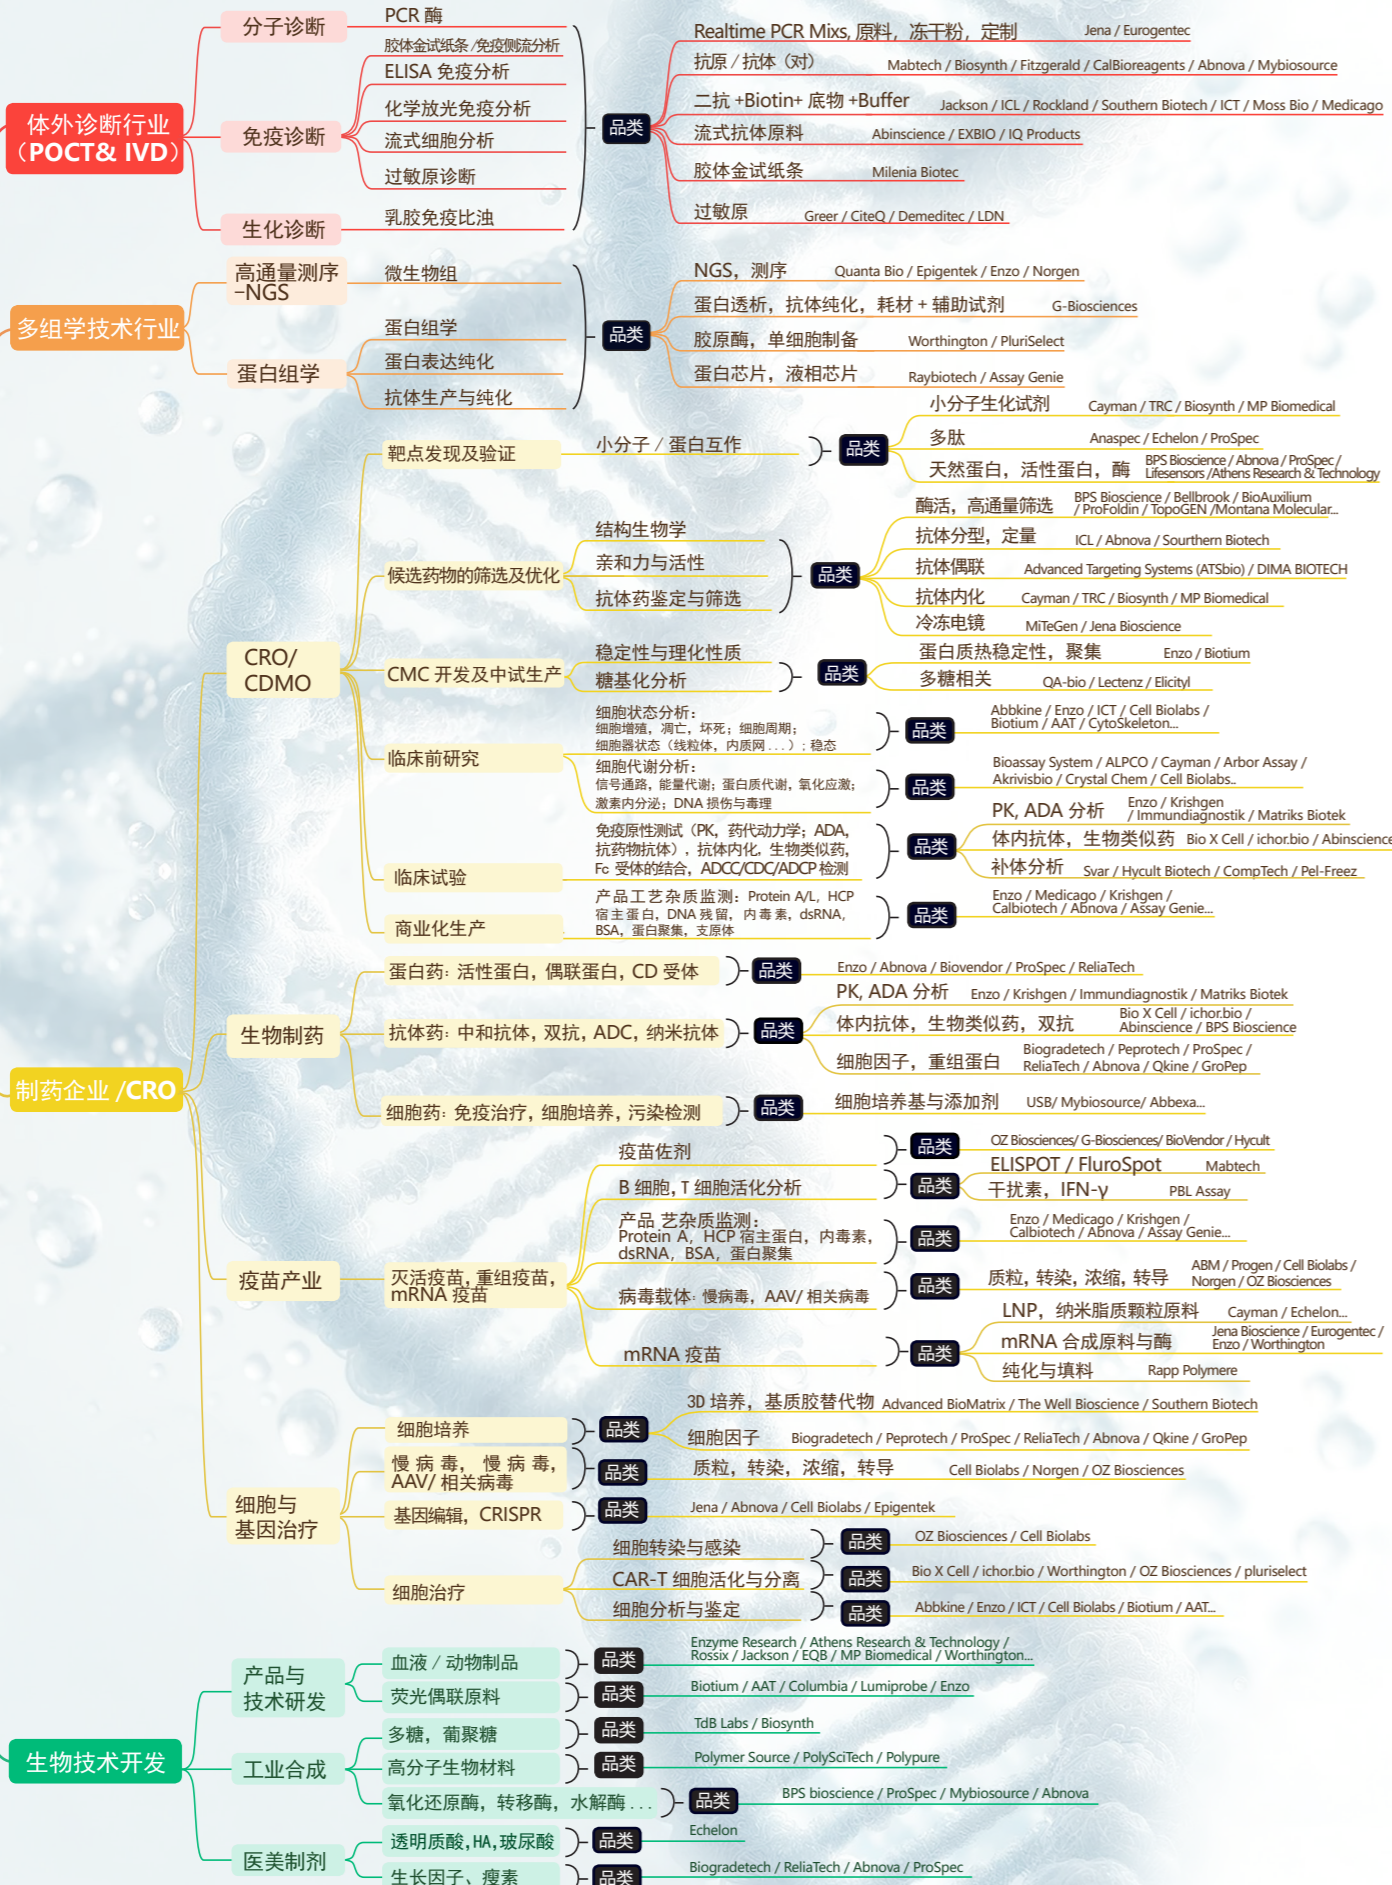 体外诊断行业
（POCT& IVD）
分子诊断
PCR 酶
免疫诊断
胶体金试纸条 /免疫侧流分析
ELISA 免疫分析
化学放光免疫分析
流式细胞分析
过敏原诊断
生化诊断
乳胶免疫比浊
品类
Realtime PCR Mixs, 原料，冻干粉，定制
Jena / Eurogentec
抗原 / 抗体（对）
Mabtech / Biosynth / Fitzgerald / CalBioreagents / Abnova / Mybiosource
二抗 +Biotin+ 底物 +Buffer
Jackson / ICL / Rockland / Southern Biotech / ICT / Moss Bio / Medicago
流式抗体原料
Abinscience / EXBIO / IQ Products
胶体金试纸条
Milenia Biotec
过敏原
Greer / CiteQ / Demeditec / LDN
多组学技术行业
高通量测序
-NGS
微生物组
蛋白组学
蛋白组学
蛋白表达纯化
抗体生产与纯化
品类
NGS，测序
Quanta Bio / Epigentek / Enzo / Norgen
蛋白透析，抗体纯化，耗材 + 辅助试剂
G-Biosciences
胶原酶，单细胞制备
Worthington / PluriSelect
蛋白芯片，液相芯片
Raybiotech / Assay Genie
制药企业 /CRO
CRO/
CDMO
靶点发现及验证
小分子 / 蛋白互作
品类
小分子生化试剂
Cayman / TRC / Biosynth / MP Biomedical
多肽
Anaspec / Echelon / ProSpec
天然蛋白，活性蛋白，酶
BPS Bioscience / Abnova / ProSpec /
Lifesensors /Athens Research & Technology
候选药物的筛选及优化
结构生物学
亲和力与活性
抗体药鉴定与筛选
品类
酶活，高通量筛选
BPS Bioscience / Bellbrook / BioAuxilium
/ ProFoldin / TopoGEN /Montana Molecular...
抗体分型，定量
ICL / Abnova / Sourthern Biotech
抗体偶联
Advanced Targeting Systems (ATSbio) / DIMA BIOTECH
抗体内化
Cayman / TRC / Biosynth / MP Biomedical
冷冻电镜
MiTeGen / Jena Bioscience
CMC 开发及中试生产
稳定性与理化性质
糖基化分析
品类
蛋白质热稳定性，聚集
Enzo / Biotium
多糖相关
QA-bio / Lectenz / Elicityl
临床前研究
细胞状态分析：
细胞增殖，凋亡，坏死；细胞周期；
细胞器状态（线粒体，内质网 . . . ）; 稳态
品类
Abbkine / Enzo / ICT / Cell Biolabs /
Biotium / AAT / CytoSkeleton...
细胞代谢分析：
信号通路，能量代谢；蛋白质代谢，氧化应激；
激素内分泌；DNA 损伤与毒理
品类
Bioassay System / ALPCO / Cayman / Arbor Assay /
Akrivisbio / Crystal Chem / Cell Biolabs..
临床试验
免疫原性测试（PK，药代动力学；ADA，
抗药物抗体），抗体内化，生物类似药，
Fc 受体的结合，ADCC/CDC/ADCP 检测
品类
PK, ADA 分析
Enzo / Krishgen
/ Immundiagnostik / Matriks Biotek
体内抗体，生物类似药
Bio X Cell / ichor.bio / Abinscience
补体分析
Svar / Hycult Biotech / CompTech / Pel-Freez
商业化生产
产品工艺杂质监测：Protein A/L，HCP
宿主蛋白，DNA 残留，内毒素，dsRNA，
BSA，蛋白聚集，支原体
品类
Enzo / Medicago / Krishgen /
Calbiotech / Abnova / Assay Genie...
生物制药
蛋白药：活性蛋白，偶联蛋白，CD 受体
品类
Enzo / Abnova / Biovendor / ProSpec / ReliaTech
抗体药：中和抗体，双抗，ADC，纳米抗体
品类
PK, ADA 分析
Enzo / Krishgen / Immundiagnostik / Matriks Biotek
体内抗体，生物类似药，双抗
Bio X Cell / ichor.bio /
Abinscience / BPS Bioscience
细胞因子，重组蛋白
Biogradetech / Peprotech / ProSpec /
ReliaTech / Abnova / Qkine / GroPep
细胞药：免疫治疗，细胞培养，污染检测
品类
细胞培养基与添加剂
USB/ Mybiosource/ Abbexa...
疫苗产业
灭活疫苗，重组疫苗，
mRNA 疫苗
疫苗佐剂
品类
OZ Biosciences/ G-Biosciences/ BioVendor / Hycult
B 细胞，T 细胞活化分析
品类
ELISPOT / FluroSpot
Mabtech
干扰素，IFN-γ
PBL Assay
产品 艺杂质监测：
Protein A，HCP 宿主蛋白，内毒素，
dsRNA，BSA，蛋白聚集
品类
Enzo / Medicago / Krishgen /
Calbiotech / Abnova / Assay Genie...
病毒载体：慢病毒，AAV/ 相关病毒
品类
质粒，转染，浓缩，转导
ABM / Progen / Cell Biolabs /
Norgen / OZ Biosciences
mRNA 疫苗
品类
LNP，纳米脂质颗粒原料
Cayman / Echelon...
mRNA 合成原料与酶
Jena Bioscience / Eurogentec /
Enzo / Worthington
纯化与填料
Rapp Polymere
细胞与
基因治疗
细胞培养
品类
3D 培养，基质胶替代物
Advanced BioMatrix / The Well Bioscience / Southern Biotech
细胞因子
Biogradetech / Peprotech / ProSpec / ReliaTech / Abnova / Qkine / GroPep
慢病毒，慢病毒，
AAV/ 相关病毒
品类
质粒，转染，浓缩，转导
Cell Biolabs / Norgen / OZ Biosciences
基因编辑，CRISPR
品类
Jena / Abnova / Cell Biolabs / Epigentek
细胞治疗
细胞转染与感染
品类
OZ Biosciences / Cell Biolabs
CAR-T 细胞活化与分离
品类
Bio X Cell / ichor.bio / Worthington / OZ Biosciences / pluriselect
细胞分析与鉴定
品类
Abbkine / Enzo / ICT / Cell Biolabs / Biotium / AAT...
生物技术开发
产品与
技术研发
血液 / 动物制品
品类
Enzyme Research / Athens Research & Technology /
Rossix / Jackson / EQB / MP Biomedical / Worthington...
荧光偶联原料
品类
Biotium / AAT / Columbia / Lumiprobe / Enzo
工业合成
多糖，葡聚糖
品类
TdB Labs / Biosynth
高分子生物材料
品类
Polymer Source / PolySciTech / Polypure
氧化还原酶，转移酶，水解酶 . . .
品类
BPS bioscience / ProSpec / Mybiosource / Abnova
医美制剂
透明质酸,HA,玻尿酸
品类
Echelon
生长因子、瘦素
品类
Biogradetech / ReliaTech / Abnova / ProSpec